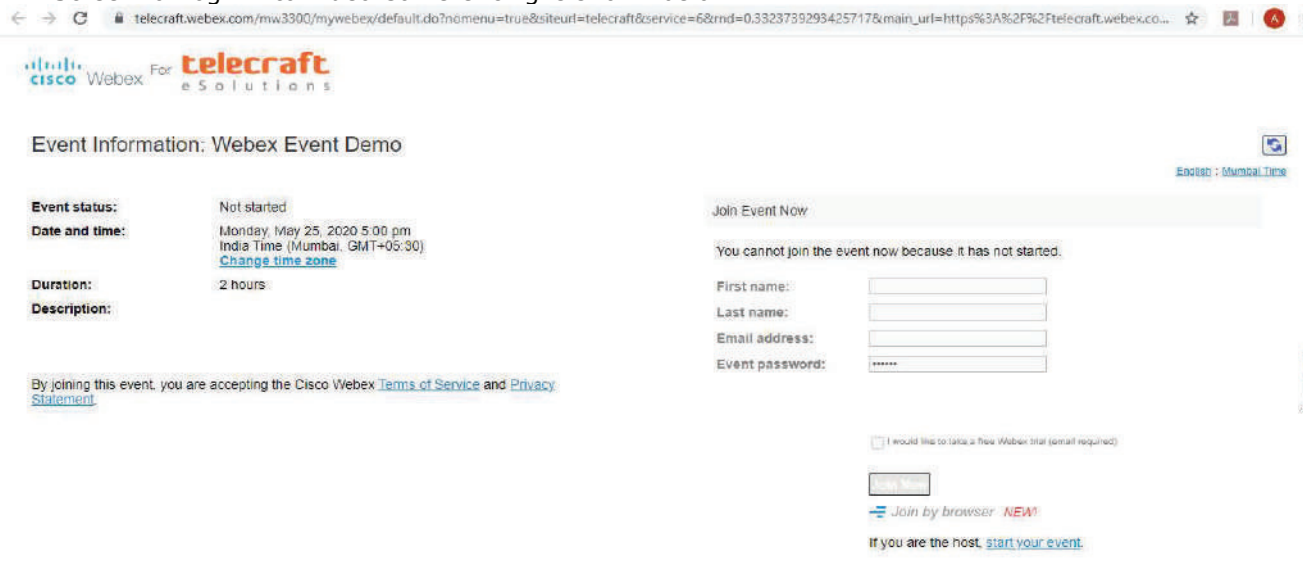 telecraft.webex.com/mw3300/mywebex/default.do?nomenu=true&siteurl=telecraft&service=6&rnd=0.3323739293425717&main_url=https%3A%2F%2Ftelecraft.webex.co...
A
cisco Webex For telecraft
eSolutions
Event Information: Webex Event Demo
English : Mumbai Time
Event status: Not started
Date and time: Monday, May 25, 2020 5:00 pm
India Time (Mumbai, GMT+05:30)
Change time zone
Duration: 2 hours
Description:
By joining this event, you are accepting the Cisco Webex Terms of Service and Privacy
Statement.
Join Event Now
You cannot join the event now because it has not started.
First name:
Last name:
Email address:
Event password: ••••••
I would like to take a free Webex trial (email required)
Join Now
Join by browser NEW!
If you are the host, start your event.